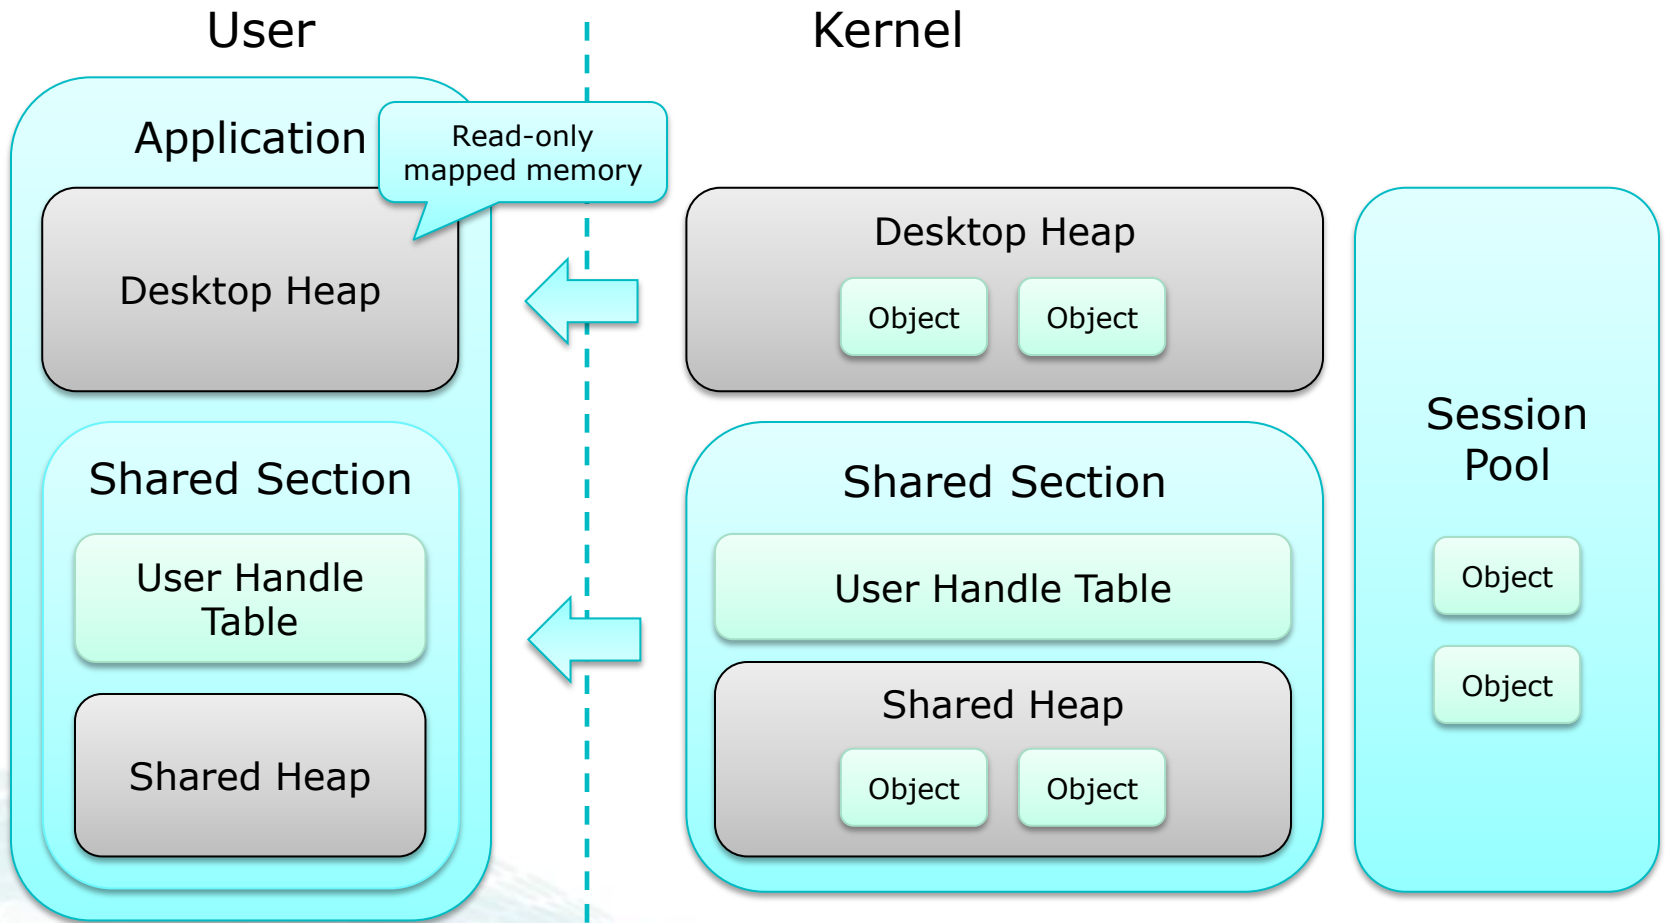 User
Kernel
Application
Read-only
mapped memory
Desktop Heap
Shared Section
User Handle
Table
Shared Heap
Desktop Heap
Object
Object
Shared Section
User Handle Table
Shared Heap
Object
Object
Session
Pool
Object
Object